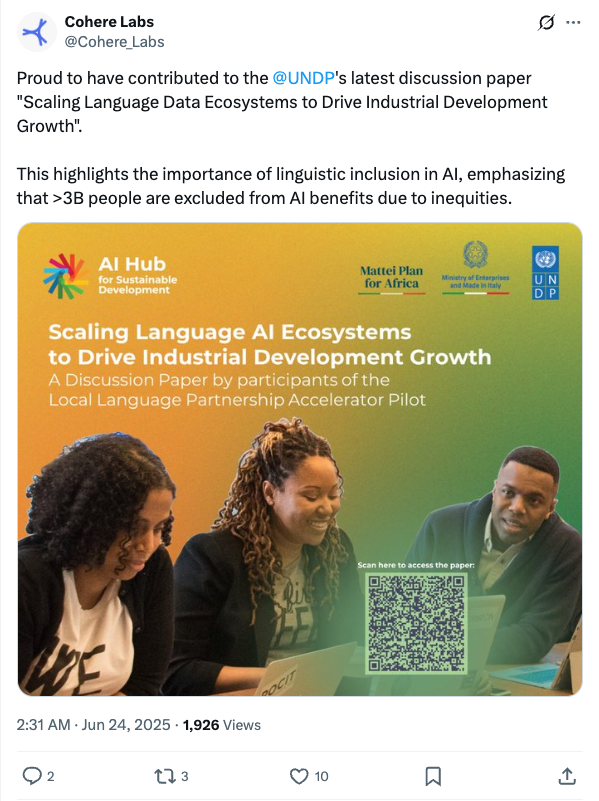 Cohere Labs
@Cohere_Labs
Proud to have contributed to the @UNDP's latest discussion paper
"Scaling Language Data Ecosystems to Drive Industrial Development
Growth".
This highlights the importance of linguistic inclusion in AI, emphasizing
that >3B people are excluded from AI benefits due to inequities.
AI Hub
for Sustainable
Development
Mattei Plan
for Africa
Ministry of Enterprises
and Made in Italy
U N
D P
Scaling Language AI Ecosystems
to Drive Industrial Development Growth
A Discussion Paper by participants of the
Local Language Partnership Accelerator Pilot
Scan here to access the paper:
2:31 AM · Jun 24, 2025 · 1,926 Views
2 3 10